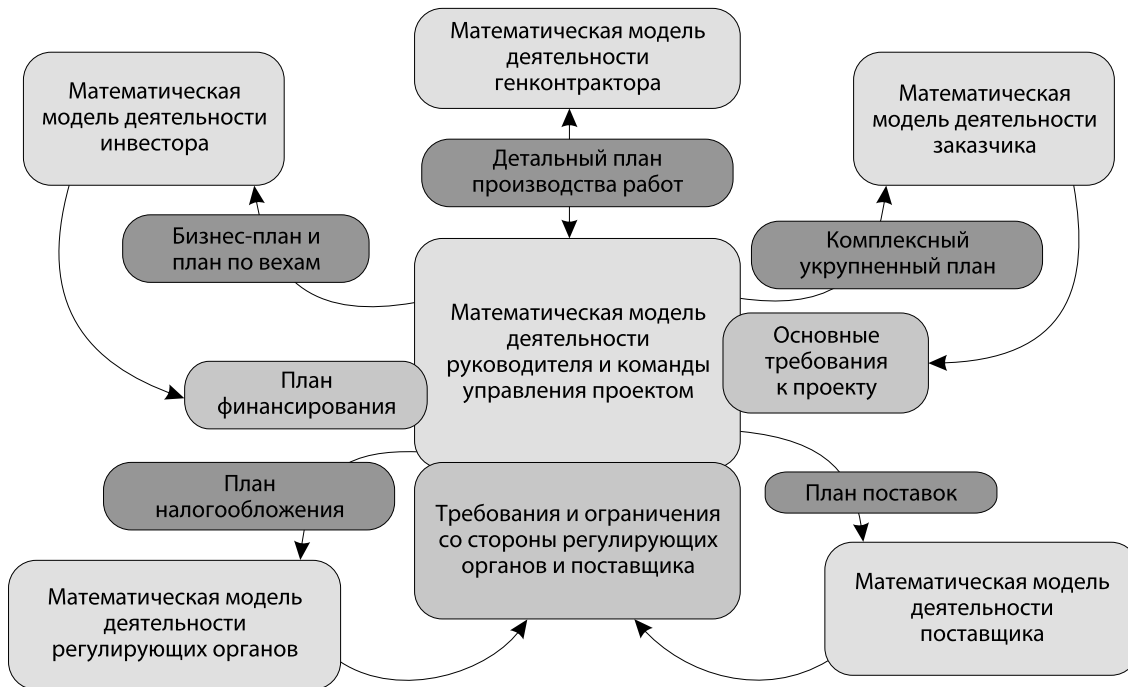 Математическая модель
деятельности
генконтрактора
Математическая
модель деятельности
инвестора
Математическая
модель деятельности
заказчика
Детальный план
производства работ
Бизнес-план и
план по вехам
Комплексный
укрупненный план
Математическая модель
деятельности
руководителя и команды
управления проектом
Основные
требования
к проекту
План
финансирования
План
налогообложения
План поставок
Требования и ограничения
со стороны регулирующих
органов и поставщика
Математическая модель
деятельности
регулирующих органов
Математическая модель
деятельности
поставщика